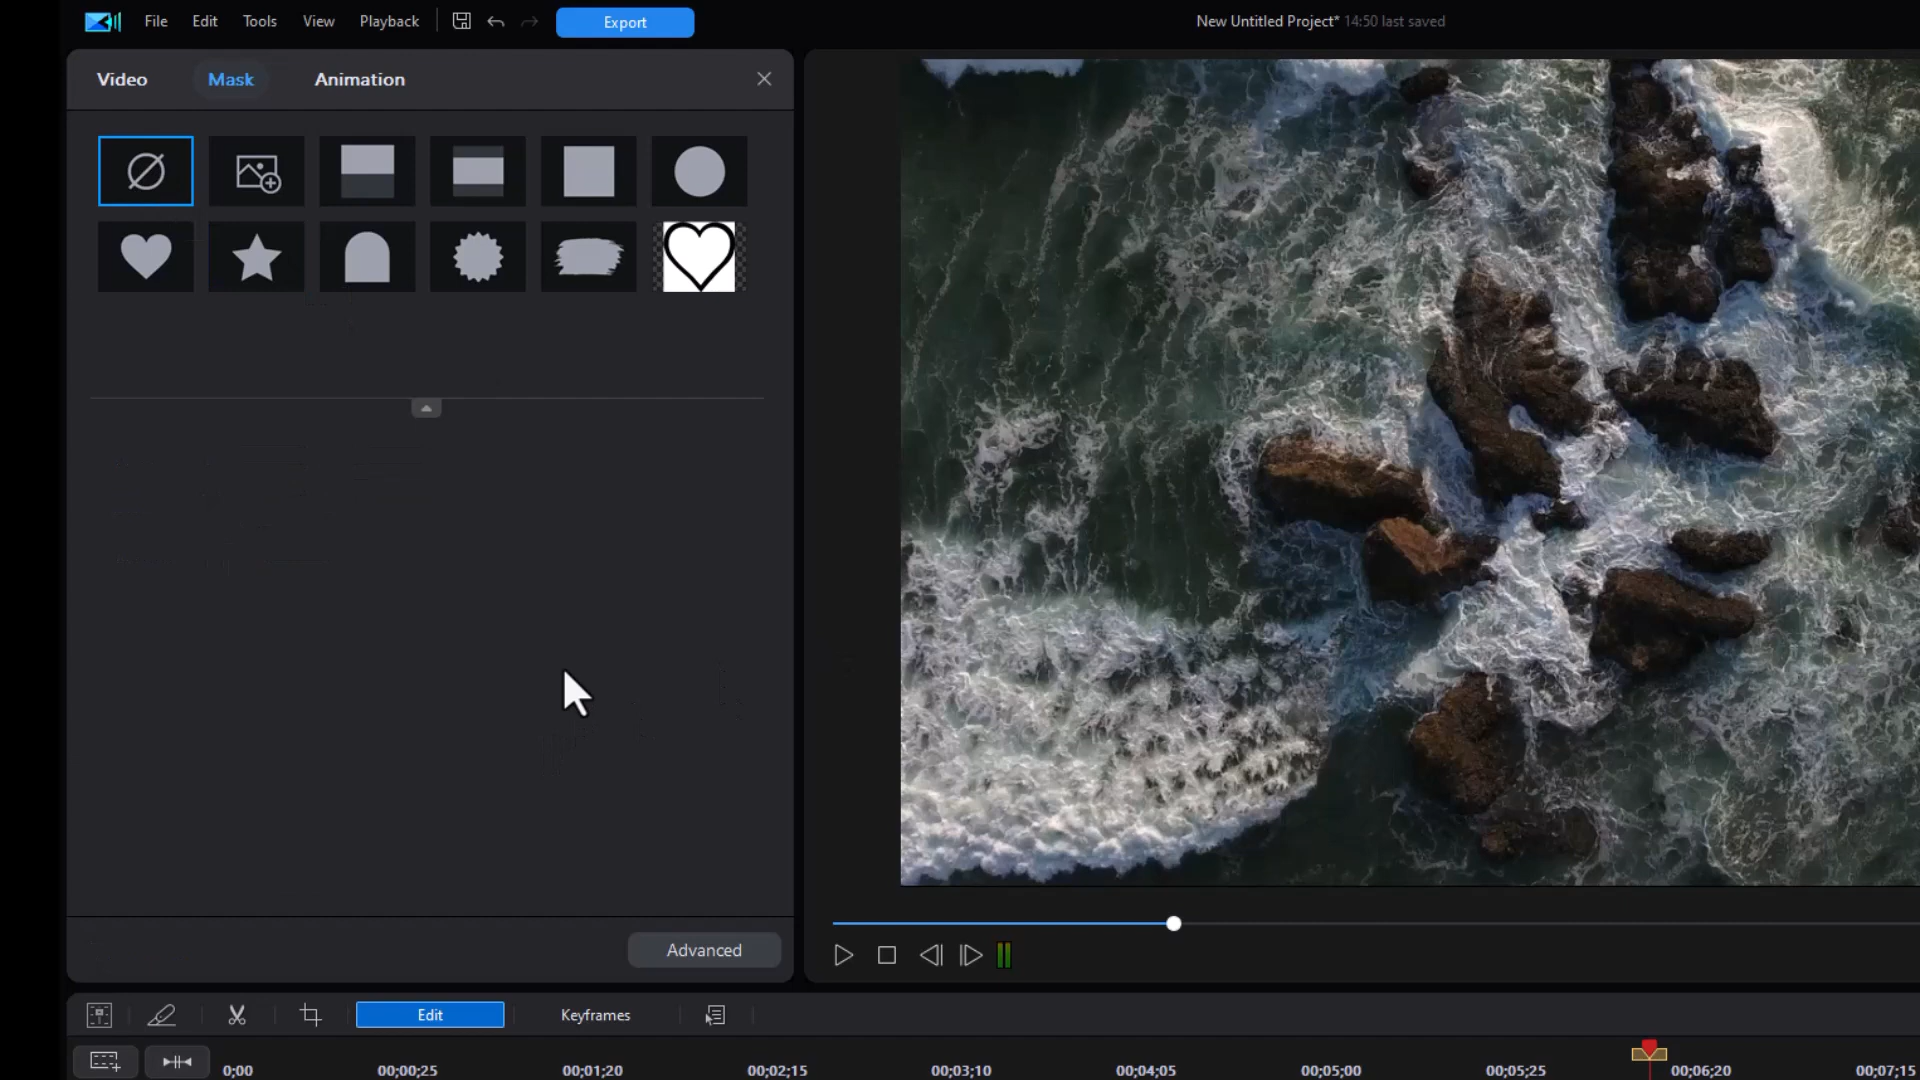 File Edit Tools View Playback Export New Untitled Project* 14:50 last saved
Video Mask Animation
Advanced
Edit Keyframes
0;00 00;00;25 00;01;20 00;02;15 00;03;10 00;04;05 00;05;00 00;05;25 00;06;20 00;07;15